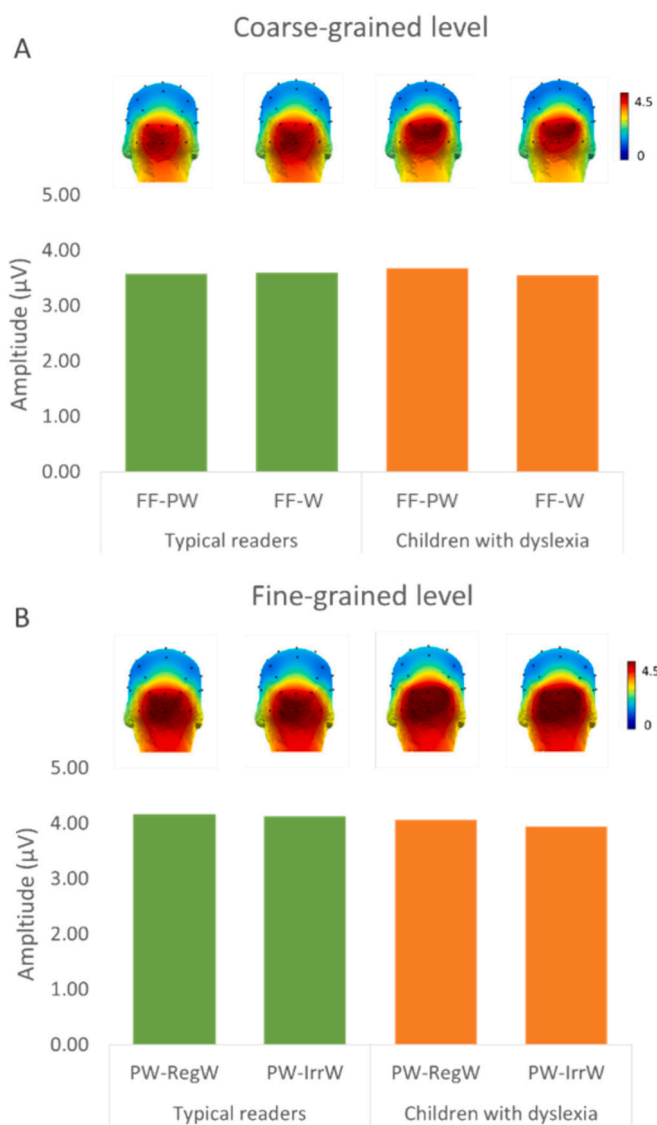 Coarse-grained level
A
4.5
0
5.00
4.00
3.00
2.00
1.00
0.00
Ampltiude (µV)
FF-PW FF-W FF-PW FF-W
Typical readers Children with dyslexia
Fine-grained level
B
4.5
0
5.00
4.00
3.00
2.00
1.00
0.00
Ampltiude (µV)
PW-RegW PW-IrrW PW-RegW PW-IrrW
Typical readers Children with dyslexia